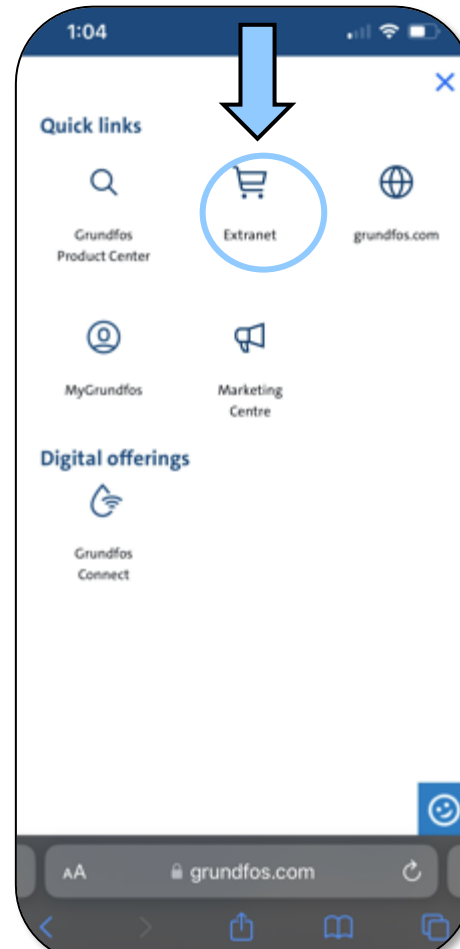 1:04
Quick links
Grundfos
Product Center
Extranet
grundfos.com
MyGrundfos
Marketing
Centre
Digital offerings
Grundfos
Connect
AA
grundfos.com